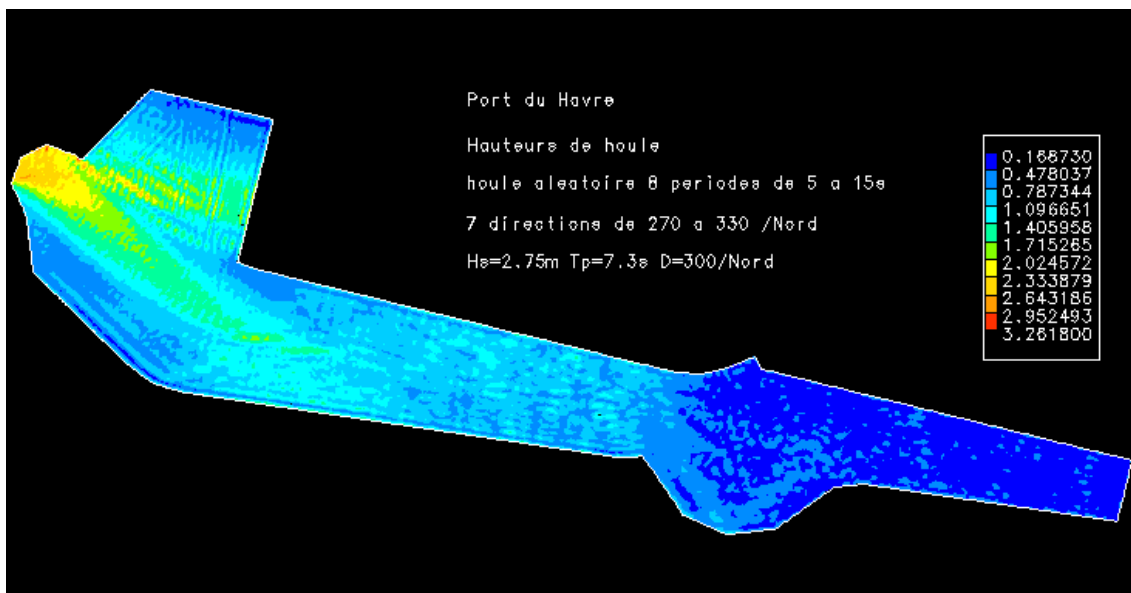 Port du Havre
Hauteurs de houle
houle aleatoire 8 periodes de 5 a 15s
7 directions de 270 a 330 /Nord
Hs=2.75m Tp=7.3s D=300/Nord
0.168730
0.478037
0.787344
1.096651
1.405958
1.715265
2.024572
2.333879
2.643186
2.952493
3.261800